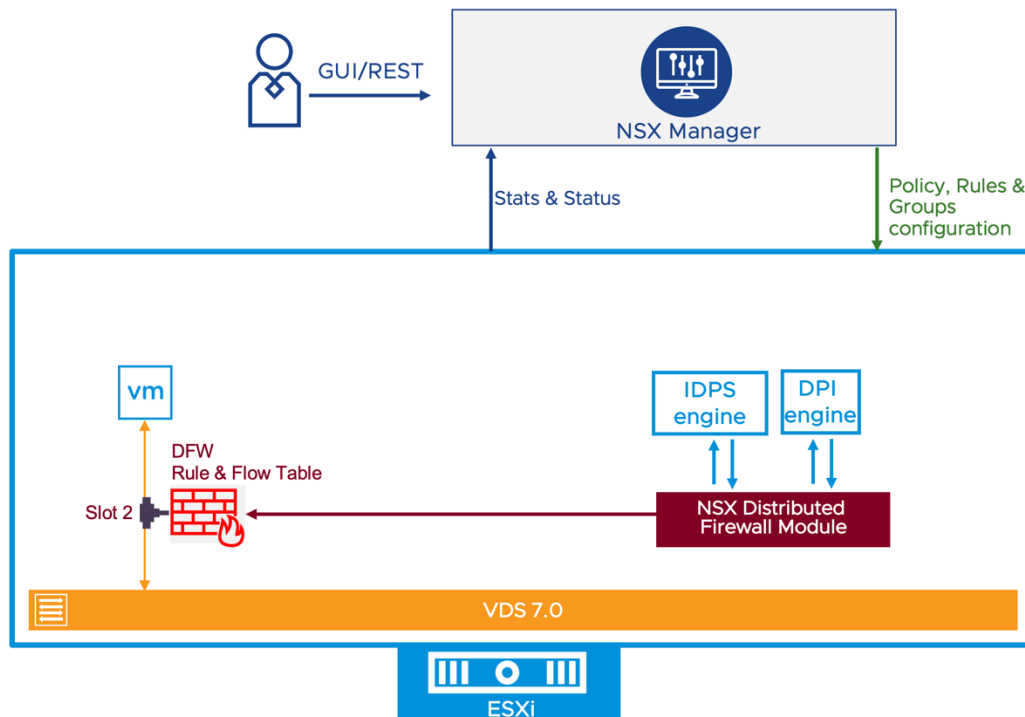 GUI/REST
NSX Manager
Stats & Status
Policy, Rules &
Groups
configuration
vm
IDPS
engine
DPI
engine
DFW
Rule & Flow Table
Slot 2
NSX Distributed
Firewall Module
VDS 7.0
ESXi